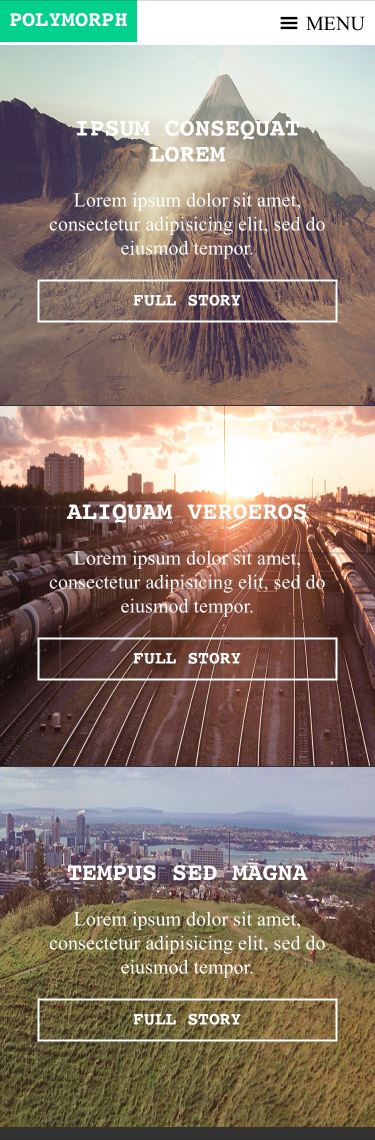 POLYMORPH
MENU
IPSUM CONSEQUAT
LOREM
Lorem ipsum dolor sit amet,
consectetur adipisicing elit, sed do
eiusmod tempor.
FULL STORY
ALIQUAM VEROEROS
Lorem ipsum dolor sit amet,
consectetur adipisicing elit, sed do
eiusmod tempor.
FULL STORY
TEMPUS SED MAGNA
Lorem ipsum dolor sit amet,
consectetur adipisicing elit, sed do
eiusmod tempor.
FULL STORY